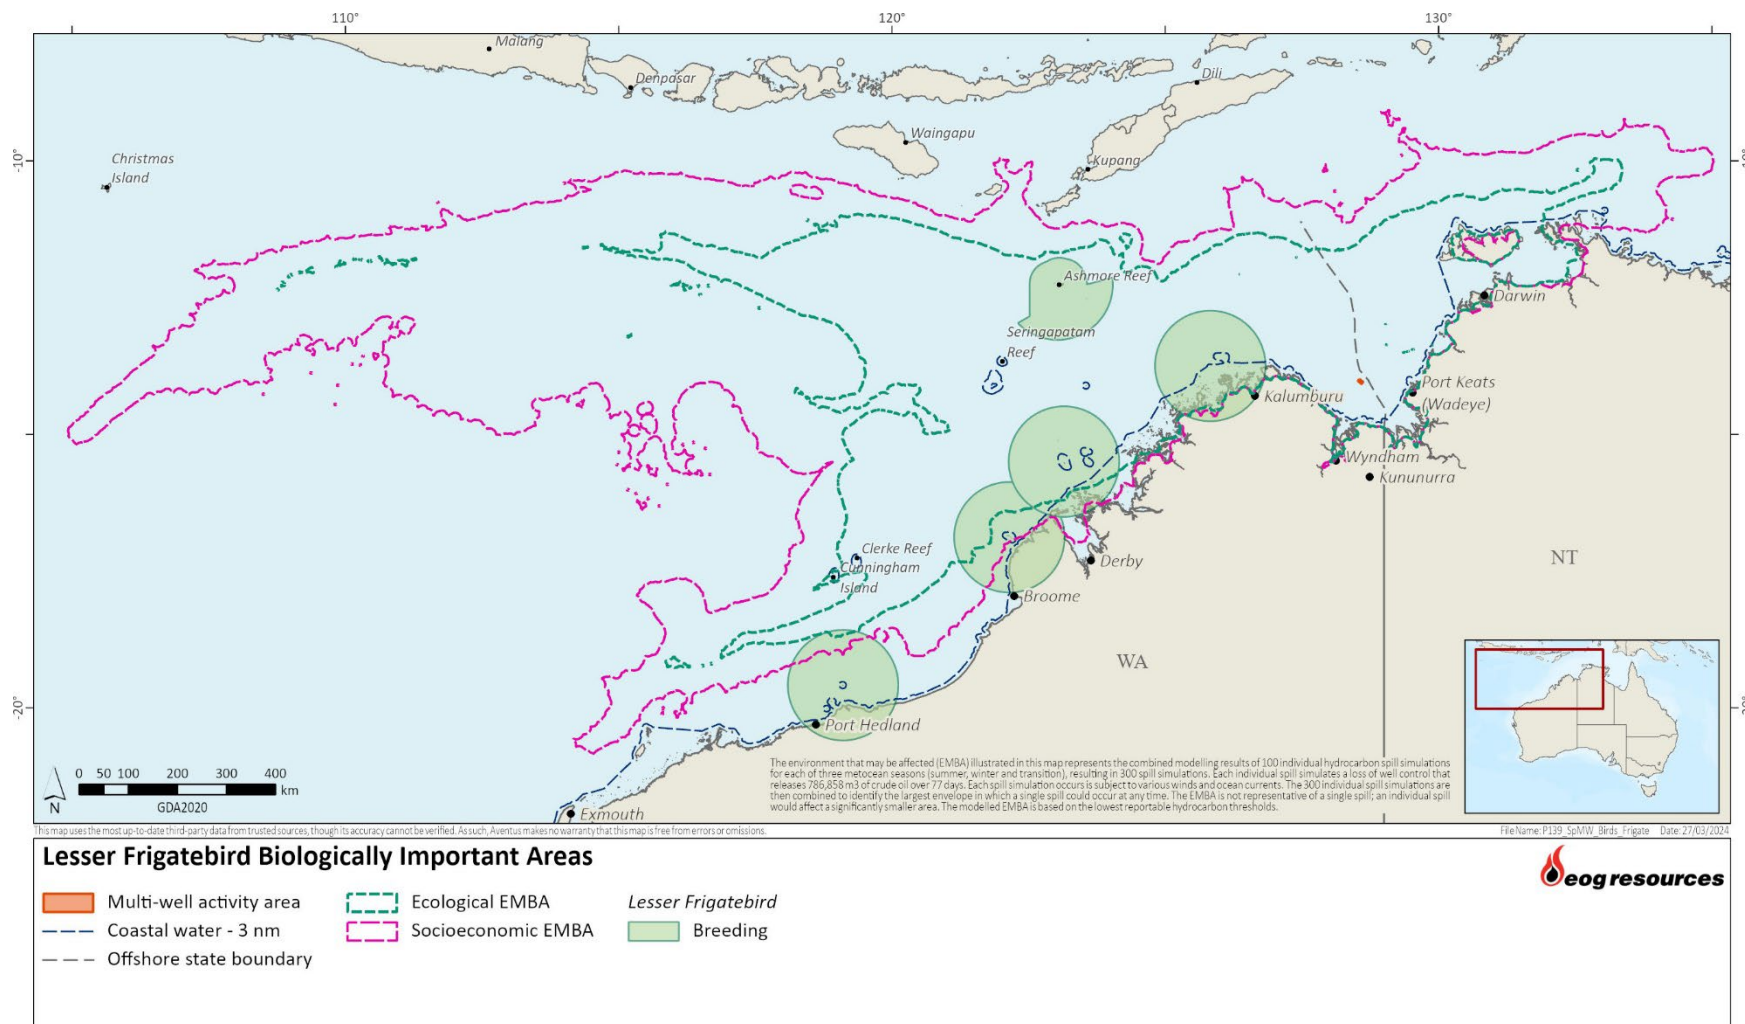 110°
120°
130°
Malang
Denpasar
Dili
Waingapu
-10°
Christmas
Island
Kupang
Ashmore Reef
Seringapatam
Reef
Darwin
Port Keats
(Wadeye)
Kalumburu
Wyndham
Kununurra
Clerke Reef
Cunningham
Island
Derby
NT
Broome
WA
-20°
Port Hedland
0 50 100 200 300 400
km
N
GDA2020
Exmouth
The environment that may be affected (EMBA) illustrated in this map represents the combined modelling results of 100 individual hydrocarbon spill simulations
for each of three metocean seasons (summer, winter and transition), resulting in 300 spill simulations. Each individual spill simulates a loss of well control that
releases 786,858 m3 of crude oil over 77 days. Each spill simulation occurs is subject to various winds and ocean currents. The 300 individual spill simulations are
then combined to identify the largest envelope in which a single spill could occur at any time. The EMBA is not representative of a single spill; an individual spill
would affect a significantly smaller area. The modelled EMBA is based on the lowest reportable hydrocarbon thresholds.
This map uses the most up-to-date third-party data from trusted sources, though its accuracy cannot be verified. As such, Aventus makes no warranty that this map is free from errors or omissions.
File Name: P139_SpMW_Birds_Frigate Date: 27/03/2024
Lesser Frigatebird Biologically Important Areas
eog resources
Multi-well activity area
Ecological EMBA
Lesser Frigatebird
Coastal water - 3 nm
Socioeconomic EMBA
Breeding
Offshore state boundary